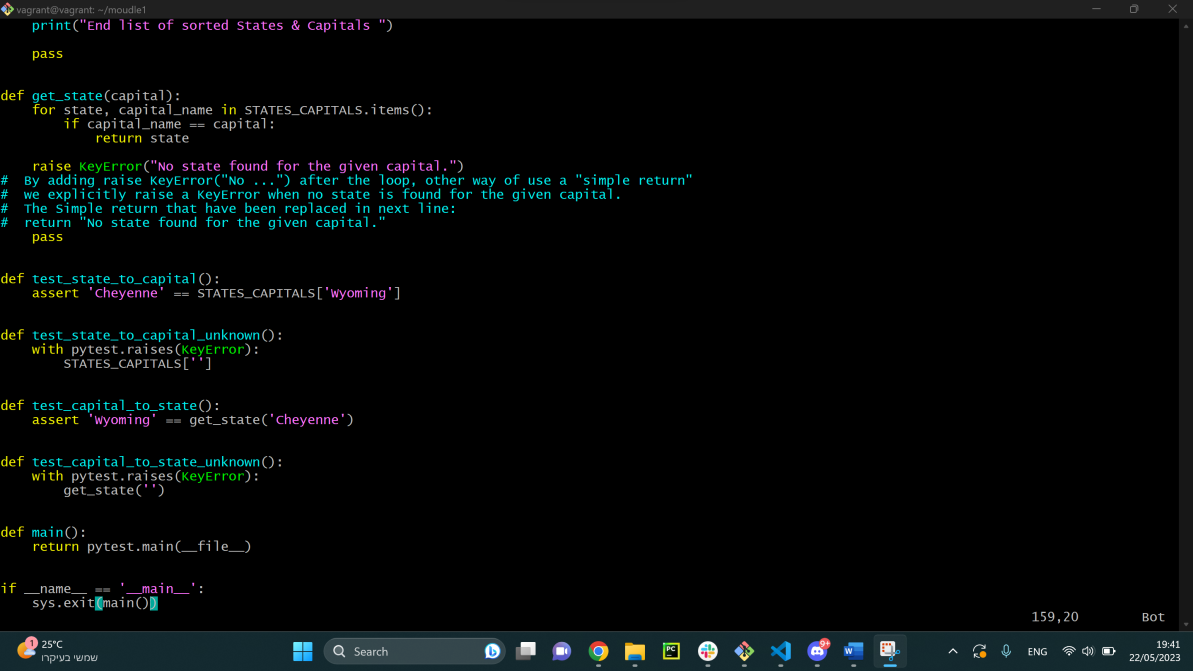 vagrant@vagrant: ~/moudle1
    print("End list of sorted States & Capitals ")
    pass
def get_state(capital):
    for state, capital_name in STATES_CAPITALS.items():
        if capital_name == capital:
            return state
    raise KeyError("No state found for the given capital.")
#  By adding raise KeyError("No ...") after the loop, other way of use a "simple return"
#  we explicitly raise a KeyError when no state is found for the given capital.
#  The Simple return that have been replaced in next line:
#  return "No state found for the given capital."
    pass
def test_state_to_capital():
    assert 'Cheyenne' == STATES_CAPITALS['Wyoming']
def test_state_to_capital_unknown():
    with pytest.raises(KeyError):
        STATES_CAPITALS['']
def test_capital_to_state():
    assert 'Wyoming' == get_state('Cheyenne')
def test_capital_to_state_unknown():
    with pytest.raises(KeyError):
        get_state('')
def main():
    return pytest.main(__file__)
if __name__ == '__main__':
    sys.exit(main())
159,20 Bot
1 25°C
שמשי בעיקרו
Search
PC
9+
W
ENG
19:41
22/05/2023